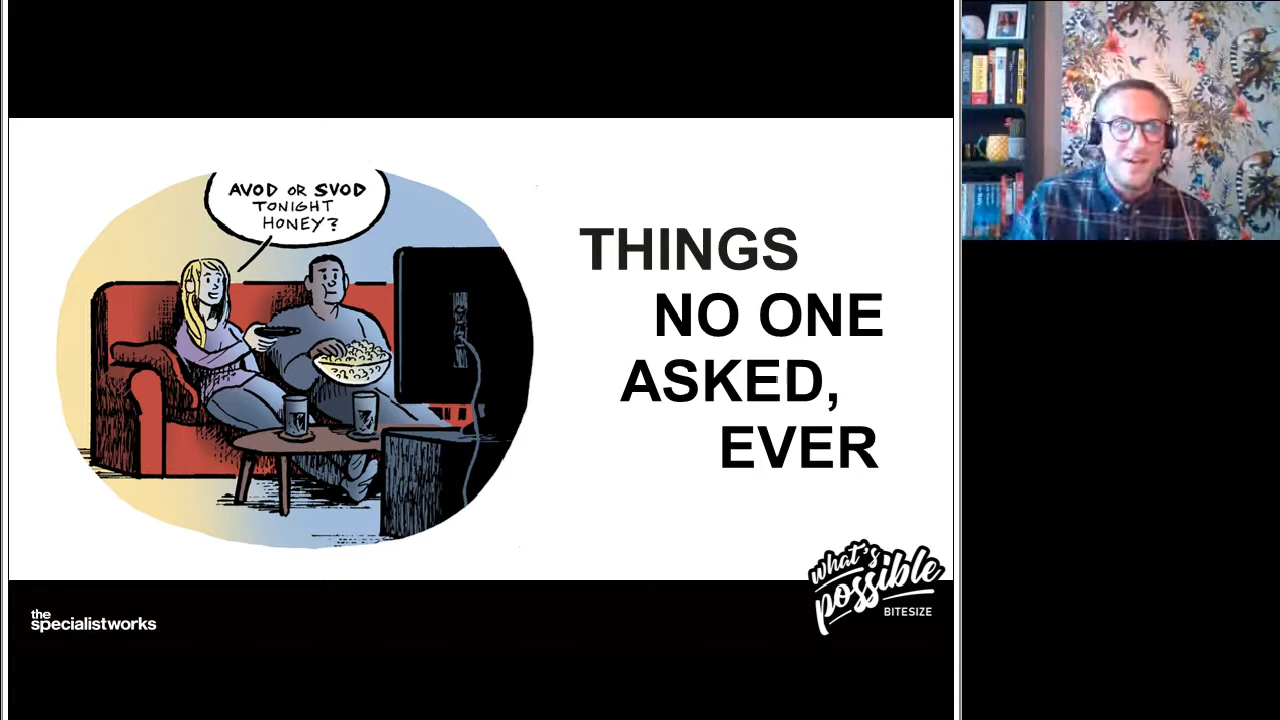 AVOD OR SVOD
TONIGHT
HONEY?
THINGS
NO ONE
ASKED,
EVER
what's
possible
BITESIZE
the
specialistworks